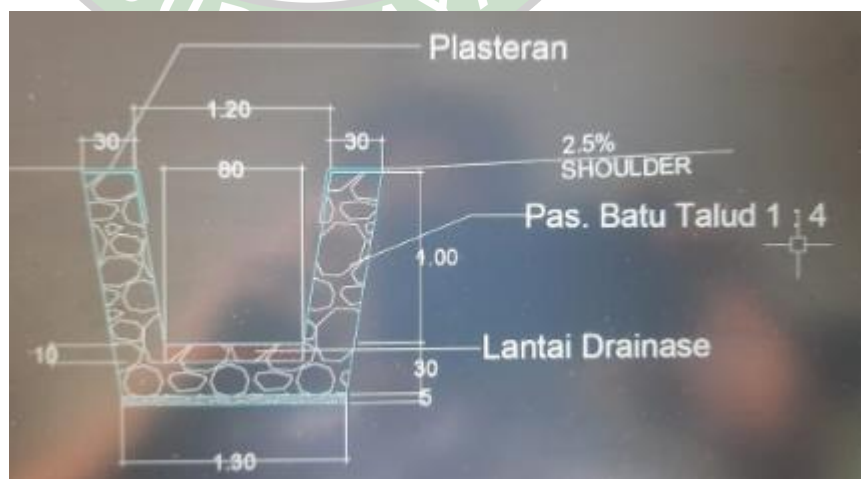 Plasteran
1.20
30
30
2.5%
80
SHOULDER
Pas. Batu Talud 1 : 4
1.00
Lantai Drainase
10
30
5
1.30